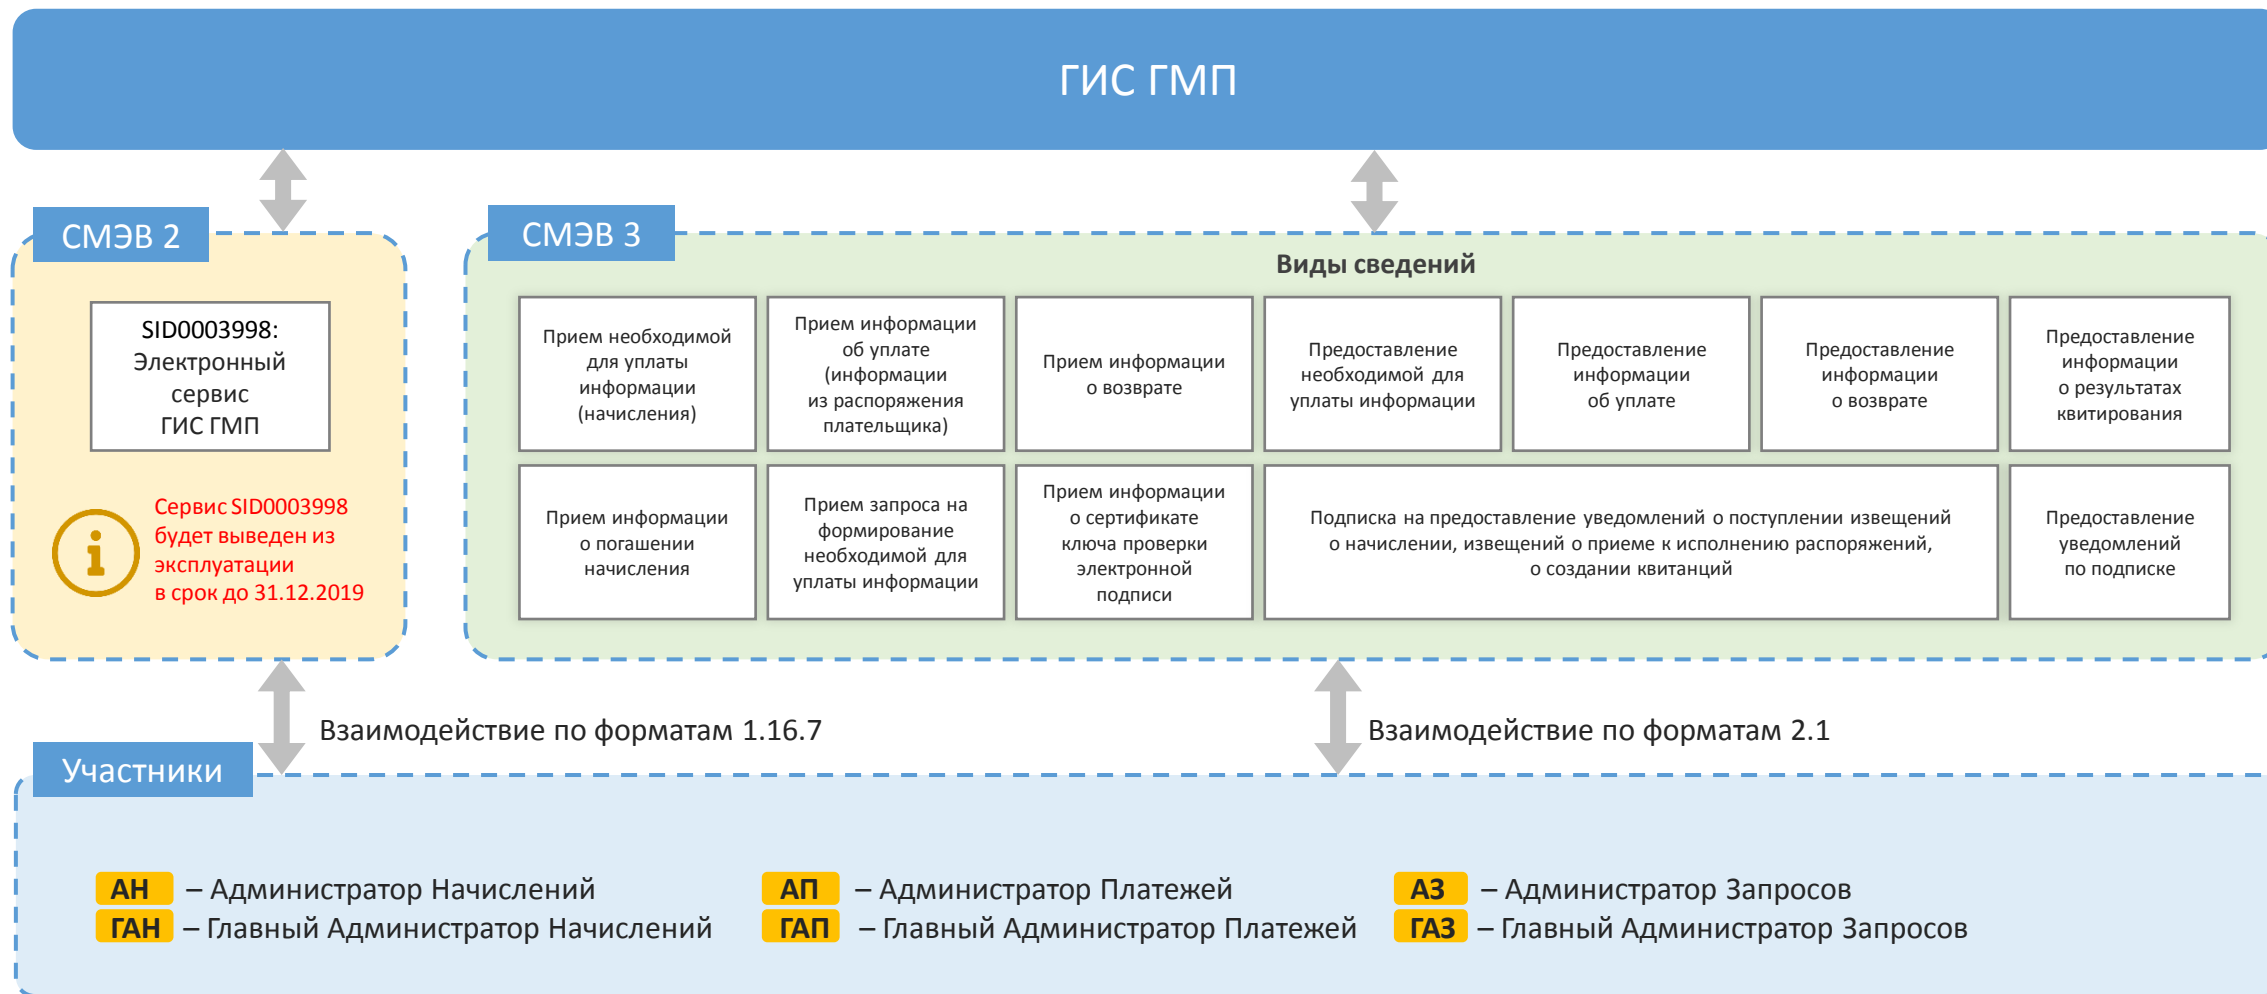 ГИС ГМП
СМЭВ 2
SID0003998:
Электронный
сервис
ГИС ГМП
Сервис SID0003998
будет выведен из
эксплуатации
в срок до 31.12.2019
СМЭВ 3
Виды сведений
Прием необходимой
для уплаты
информации
(начисления)
Прием информации
об уплате
(информации
из распоряжения
плательщика)
Прием информации
о возврате
Предоставление
необходимой для
уплаты информации
Предоставление
информации
об уплате
Предоставление
информации
о возврате
Предоставление
информации
о результатах
квитирования
Прием информации
о погашении
начисления
Прием запроса на
формирование
необходимой для
уплаты информации
Прием информации
о сертификате
ключа проверки
электронной
подписи
Подписка на предоставление уведомлений о поступлении извещений
о начислении, извещений о приеме к исполнению распоряжений,
о создании квитанций
Предоставление
уведомлений
по подписке
Взаимодействие по форматам 1.16.7
Взаимодействие по форматам 2.1
Участники
АН – Администратор Начислений
ГАН – Главный Администратор Начислений
АП – Администратор Платежей
ГАП – Главный Администратор Платежей
АЗ – Администратор Запросов
ГАЗ – Главный Администратор Запросов